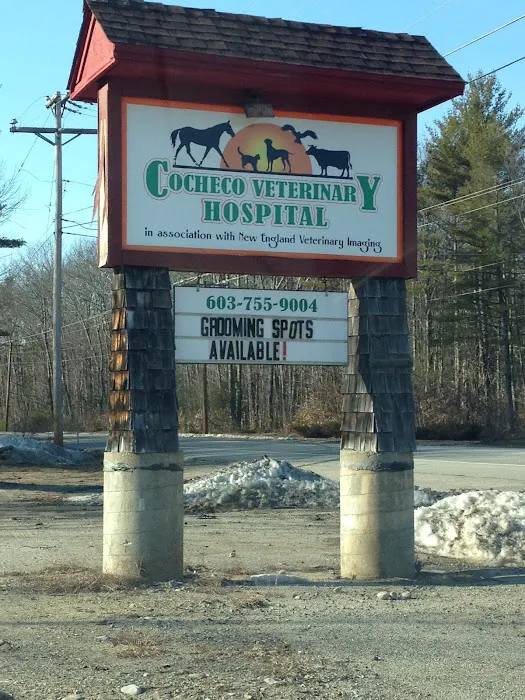 COCHECO VETERINARY
HOSPITAL
in association with New England Veterinary Imaging
603-755-9004
GROOMING SPOTS
AVAILABLE!